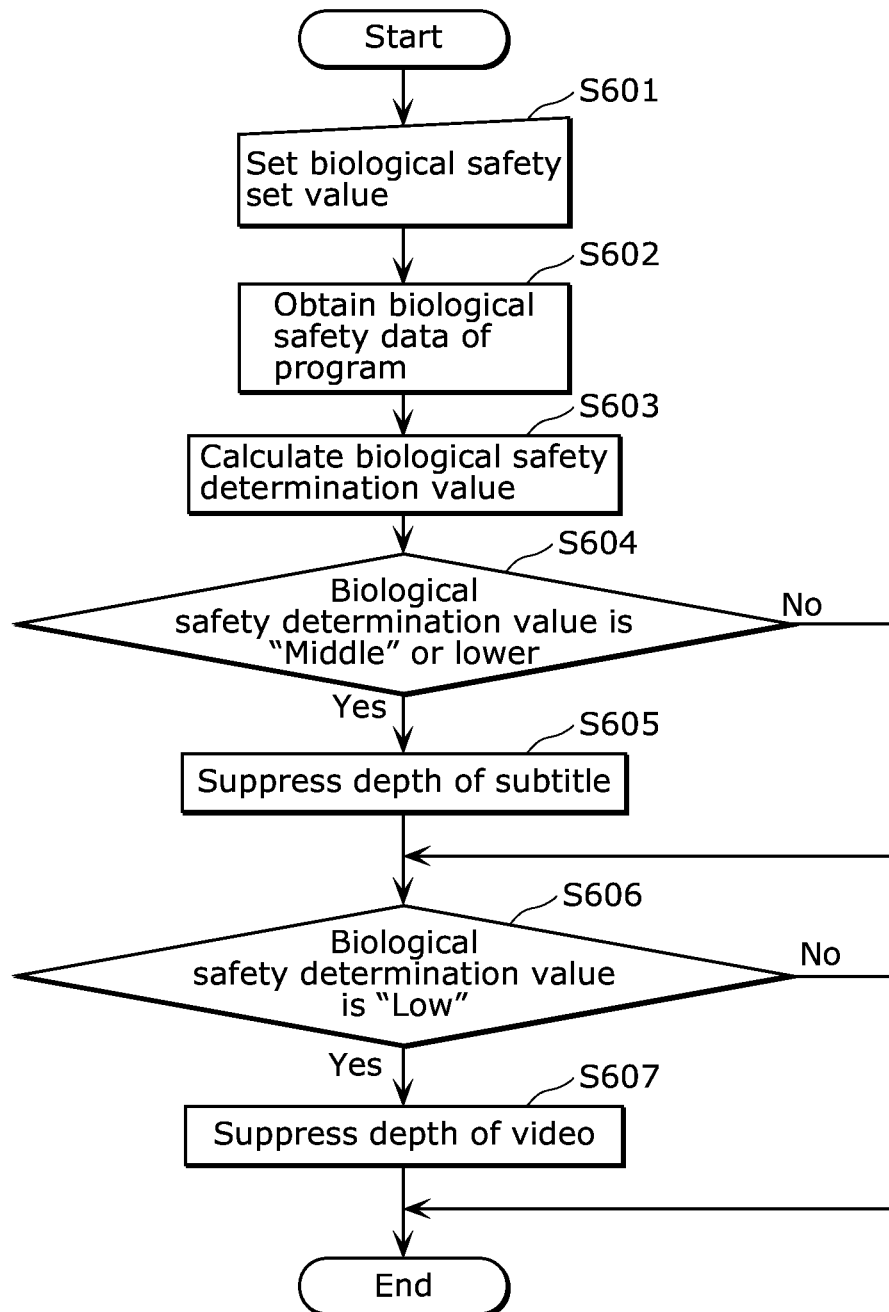 Start
S601
Set biological safety
set value
S602
Obtain biological
safety data of
program
S603
Calculate biological safety
determination value
S604
Biological
safety determination value is
“Middle” or lower
No
Yes
S605
Suppress depth of subtitle
S606
Biological
safety determination value
is “Low”
No
Yes
S607
Suppress depth of video
End